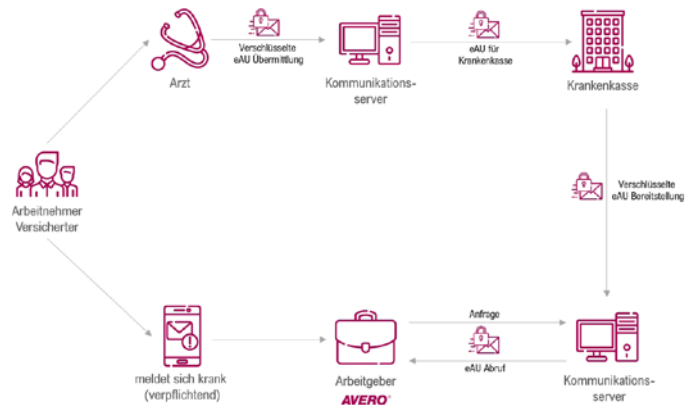 Verschlüsselte
eAU Übermittlung
eAU für
Krankenkasse
Arzt
Kommunikations-
server
Krankenkasse
Arbeitnehmer
Versicherter
Verschlüsselte
eAU Bereitstellung
Anfrage
eAU Abruf
meldet sich krank
(verpflichtend)
Arbeitgeber
AVERO®
Kommunikations-
server